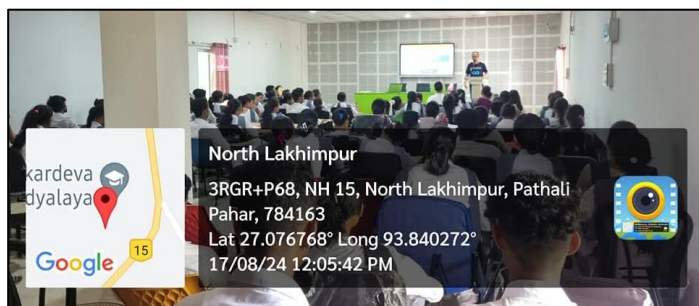 North Lakhimpur
3RGR+P68, NH 15, North Lakhimpur, Pathali
Pahar, 784163
Lat 27.076768° Long 93.840272°
17/08/24 12:05:42 PM
kardeva
dyalaya
15
Google